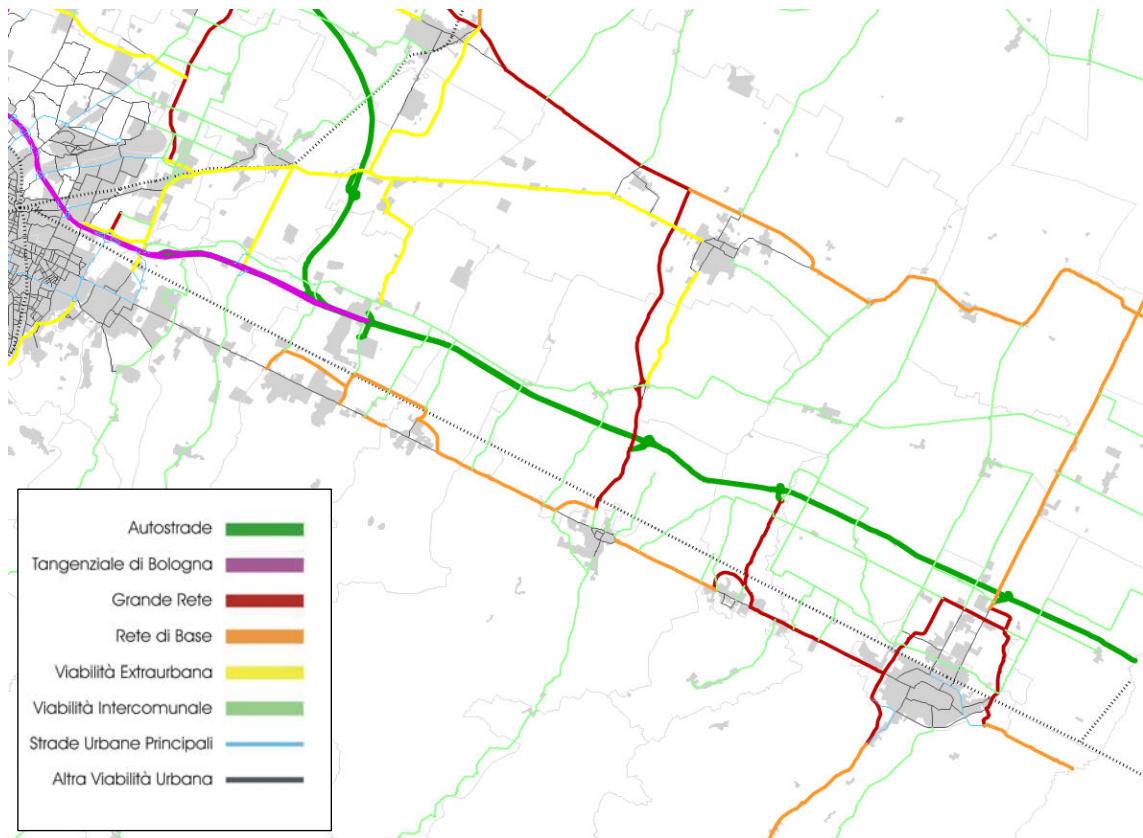 Autostrade
Tangenziale di Bologna
Grande Rete
Rete di Base
Viabilità Extraurbana
Viabilità Intercomunale
Strade Urbane Principali
Altra Viabilità Urbana